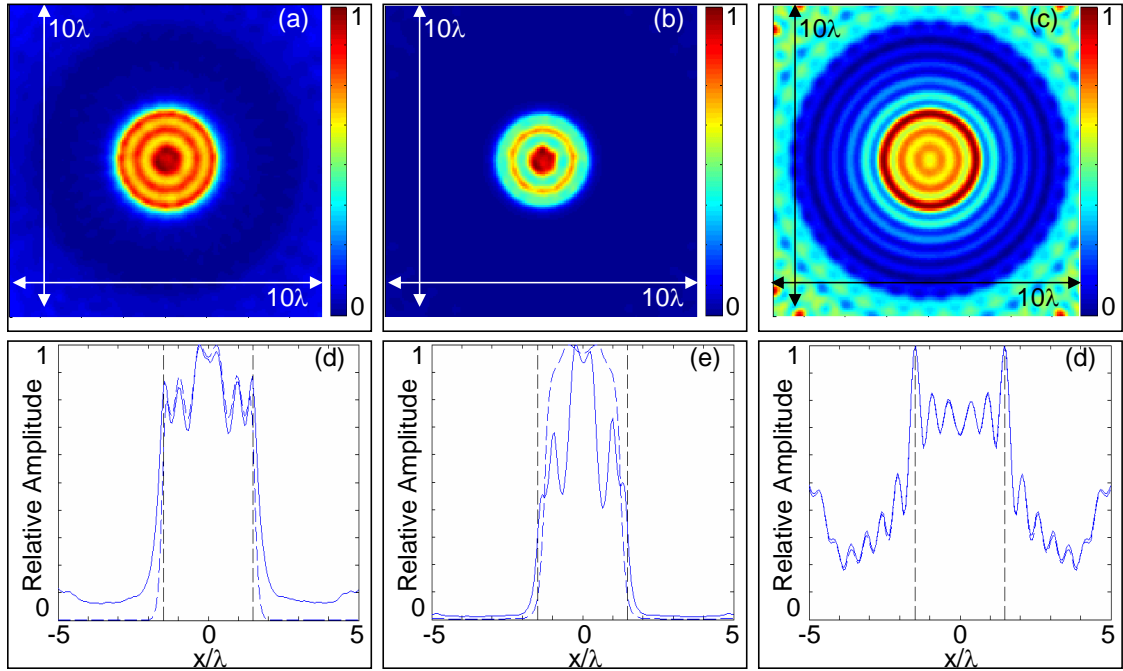 (a)
10λ
10λ
1
0
(b)
10λ
10λ
1
0
(c)
10λ
10λ
1
0
(d)
Relative Amplitude
1
0
-5
0
5
x/λ
(e)
Relative Amplitude
1
0
-5
0
5
x/λ
(d)
Relative Amplitude
1
0
-5
0
5
x/λ